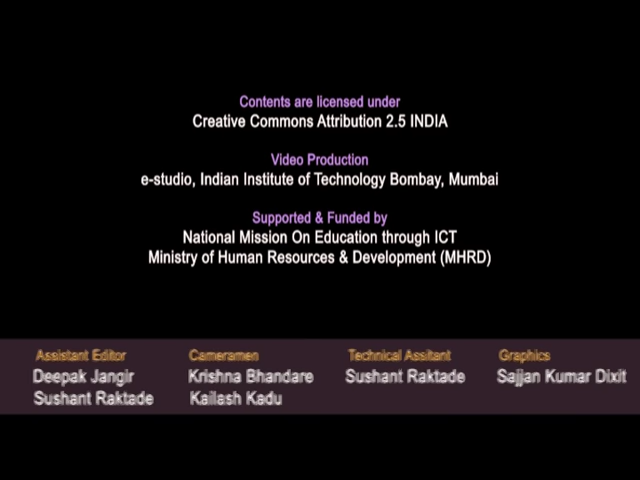 Contents are licensed under
Creative Commons Attribution 2.5 INDIA
Video Production
e-studio, Indian Institute of Technology Bombay, Mumbai
Supported & Funded by
National Mission On Education through ICT
Ministry of Human Resources & Development (MHRD)
Assistant Editor
Deepak Jangir
Sushant Raktade
Cameramen
Krishna Bhandare
Kailash Kadu
Technical Assitant
Sushant Raktade
Graphics
Sajjan Kumar Dixit